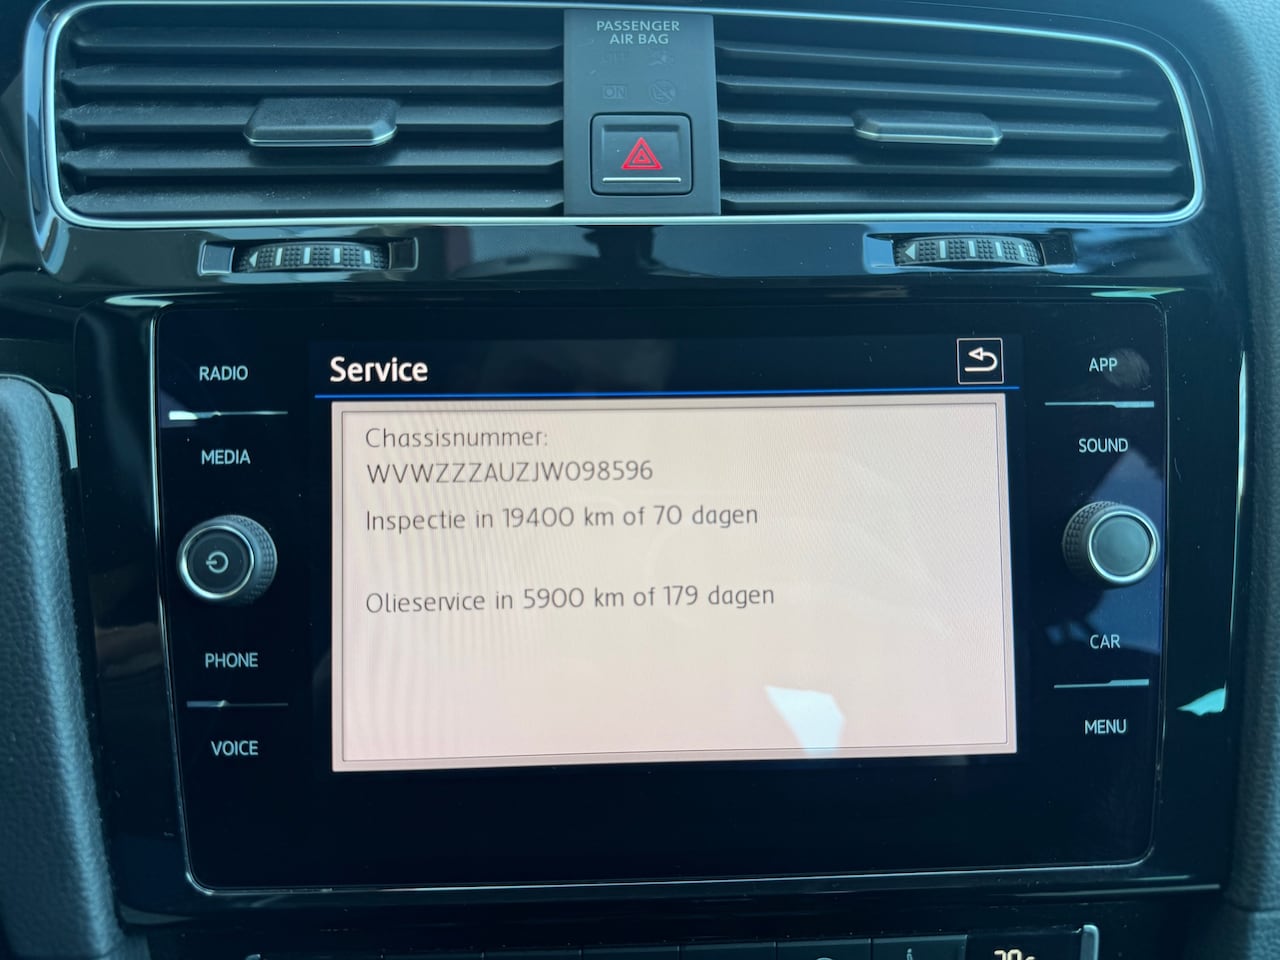 PASSENGER
AIR BAG
OFF
ON
RADIO
MEDIA
PHONE
VOICE
Service
Chassisnummer:
WVWZZZAUZJW098596
Inspectie in 19400 km of 70 dagen
Olieservice in 5900 km of 179 dagen
APP
SOUND
CAR
MENU